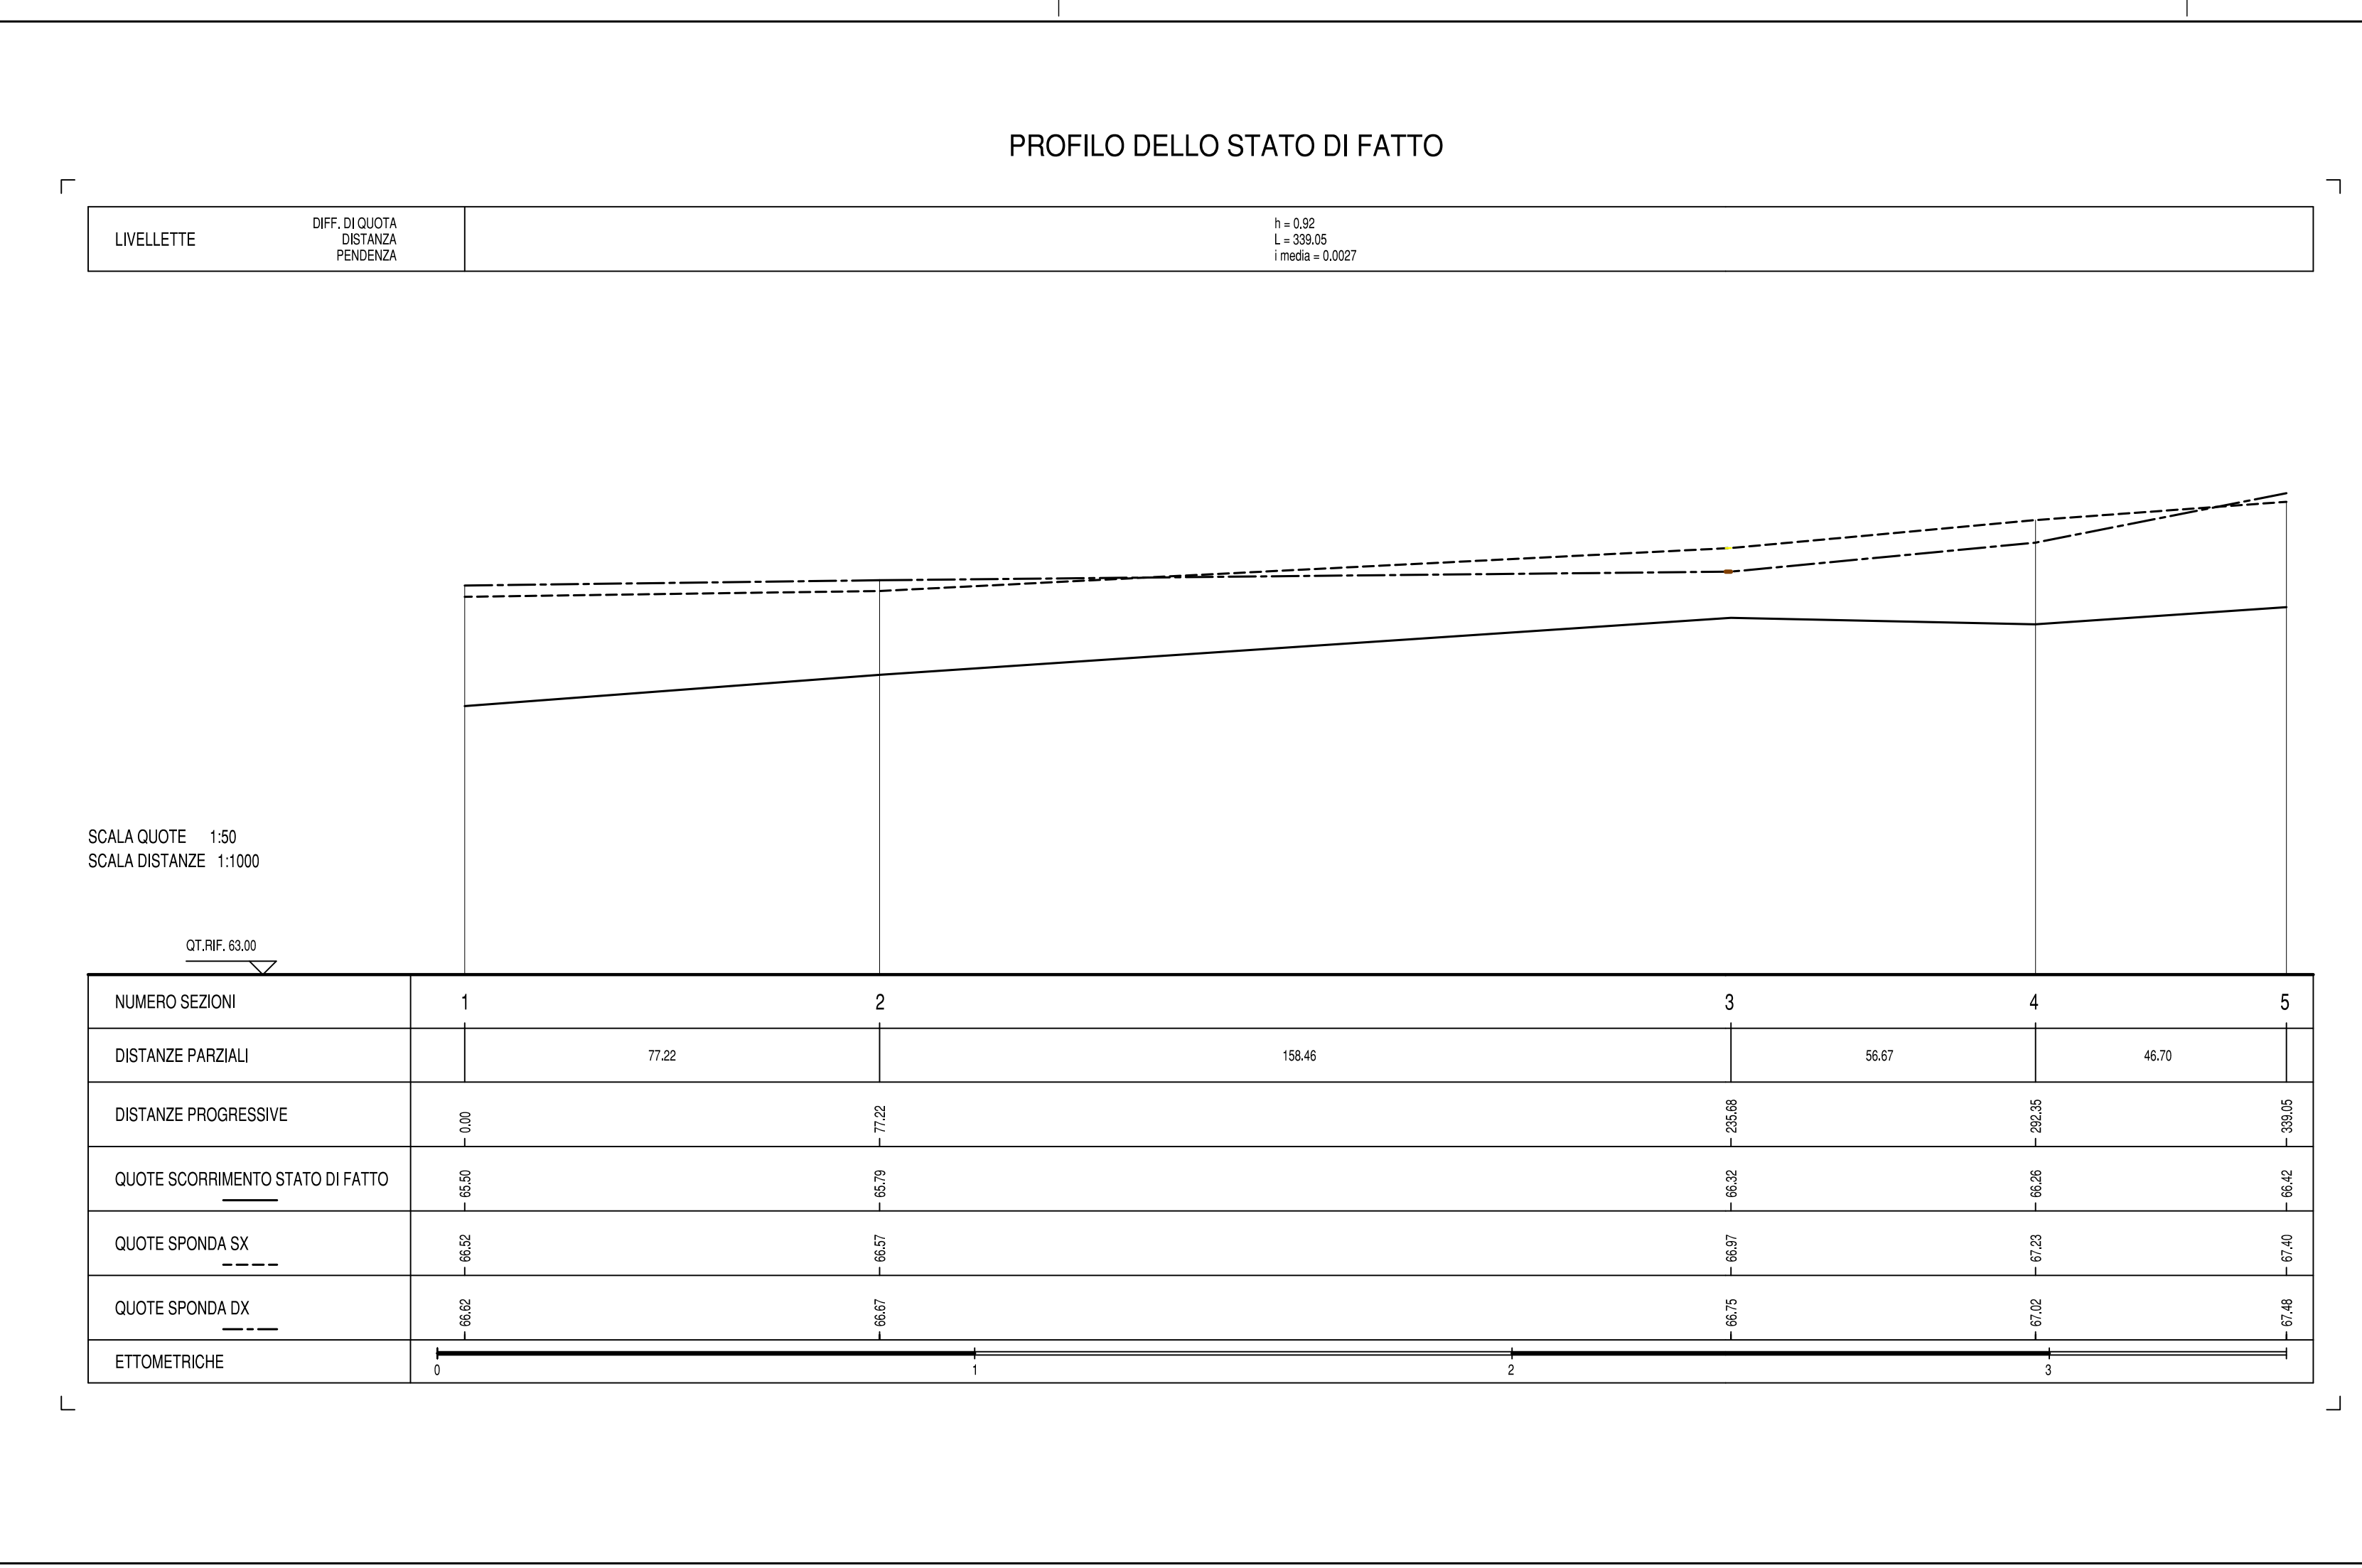 PROFILO DELLO STATO DI FATTO
LIVELLETTE
DIFF. DI QUOTA
DISTANZA
PENDENZA
h = 0.92
L = 339.05
i media = 0.0027
SCALA QUOTE 1:50
SCALA DISTANZE 1:1000
QT.RIF. 63.00
NUMERO SEZIONI 1 2 3 4 5
DISTANZE PARZIALI 77.22 158.46 56.67 46.70
DISTANZE PROGRESSIVE 0.00 77.22 235.68 292.35 339.05
QUOTE SCORRIMENTO STATO DI FATTO 65.50 65.79 66.32 66.26 66.42
QUOTE SPONDA SX 66.52 66.57 66.97 67.23 67.40
QUOTE SPONDA DX 66.62 66.67 66.75 67.02 67.48
ETTOMETRICHE 0 1 2 3